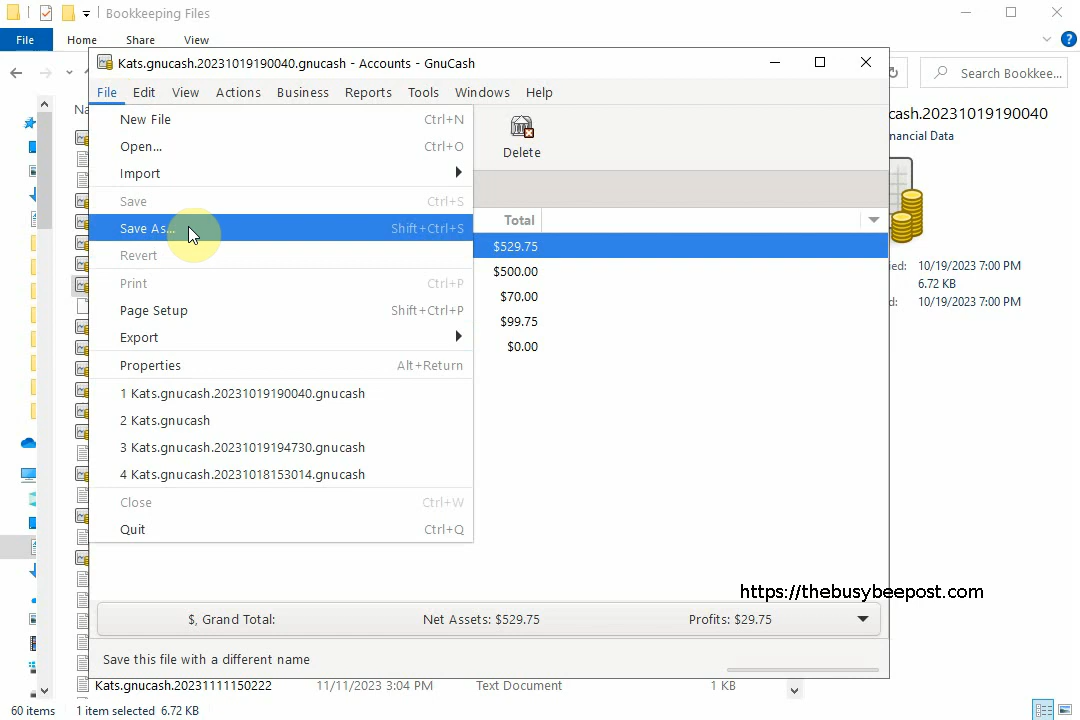 Bookkeeping Files
File Home Share View
Search Bookkee...
Kats.gnucash.20231019190040.gnucash - Accounts - GnuCash
File Edit View Actions Business Reports Tools Windows Help
New File Ctrl+N
Open... Ctrl+O
Import
Save Ctrl+S
Save As... Shift+Ctrl+S
Revert
Print Ctrl+P
Page Setup Shift+Ctrl+P
Export
Properties Alt+Return
1 Kats.gnucash.20231019190040.gnucash
2 Kats.gnucash
3 Kats.gnucash.20231019194730.gnucash
4 Kats.gnucash.20231018153014.gnucash
Close Ctrl+W
Quit Ctrl+Q
Delete
Total
$529.75
$500.00
$70.00
$99.75
$0.00
cash.20231019190040
nancial Data
10/19/2023 7:00 PM
6.72 KB
10/19/2023 7:00 PM
https://thebusybeepost.com
$, Grand Total: Net Assets: $529.75 Profits: $29.75
Save this file with a different name
Kats.gnucash.20231111150222 11/11/2023 3:04 PM Text Document 1 KB
60 items 1 item selected 6.72 KB